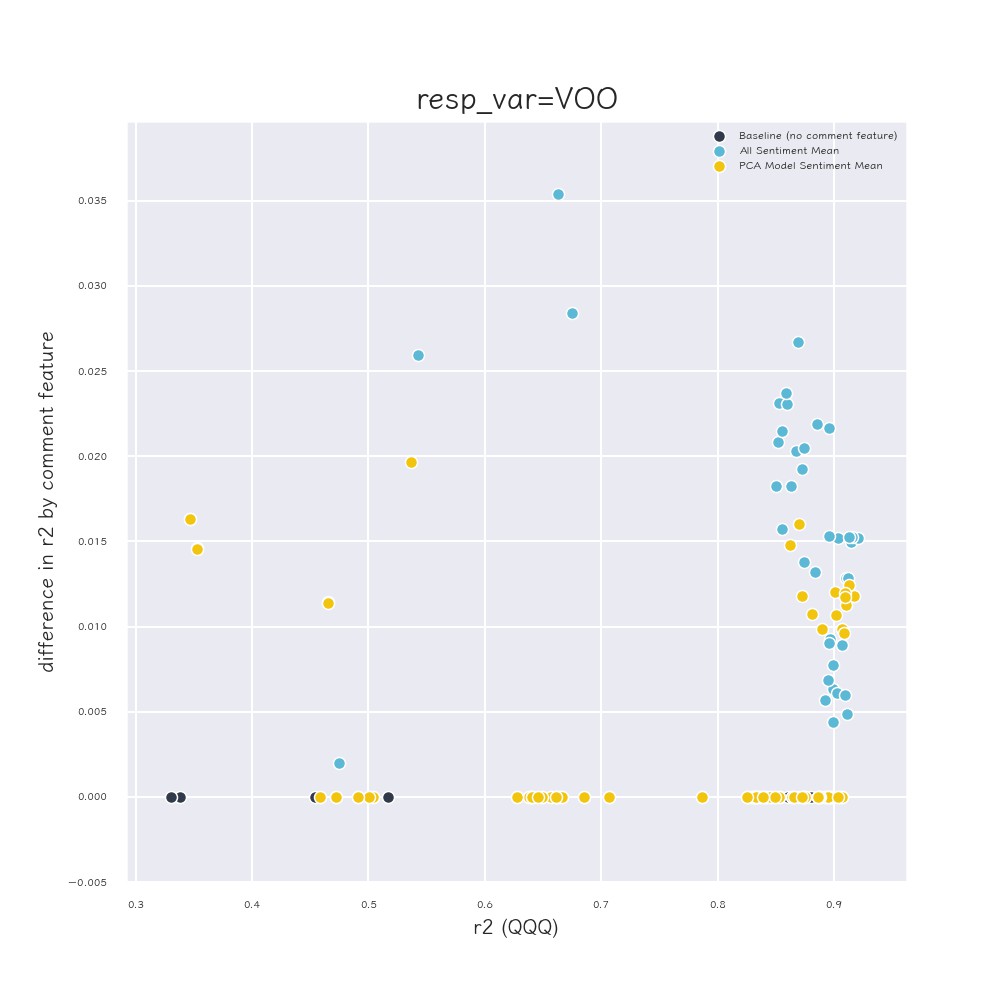 resp_var=VOO
Baseline (no comment feature)
All Sentiment Mean
PCA Model Sentiment Mean
difference in r2 by comment feature
0.035
0.030
0.025
0.020
0.015
0.010
0.005
0.000
−0.005
0.3 0.4 0.5 0.6 0.7 0.8 0.9
r2 (QQQ)